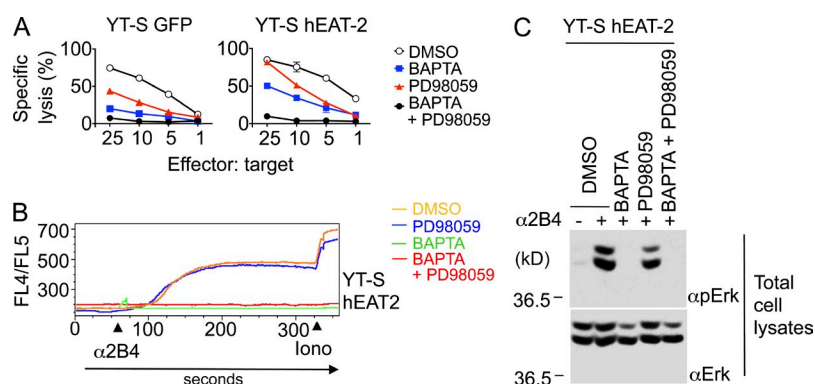 A
YT-S GFP
YT-S hEAT-2
Specific
lysis (%)
100
50
0
25 10 5 1
100
50
0
25 10 5 1
Effector: target
DMSO
BAPTA
PD98059
BAPTA
+ PD98059
B
FL4/FL5
700
500
300
0 100 200 300
α2B4
Iono
seconds
DMSO
PD98059
BAPTA
BAPTA
+ PD98059
YT-S
hEAT2
C
YT-S hEAT-2
DMSO
BAPTA
PD98059
BAPTA + PD98059
α2B4 - + + + +
(kD)
36.5
αpErk
36.5
αErk
Total
cell
lysates